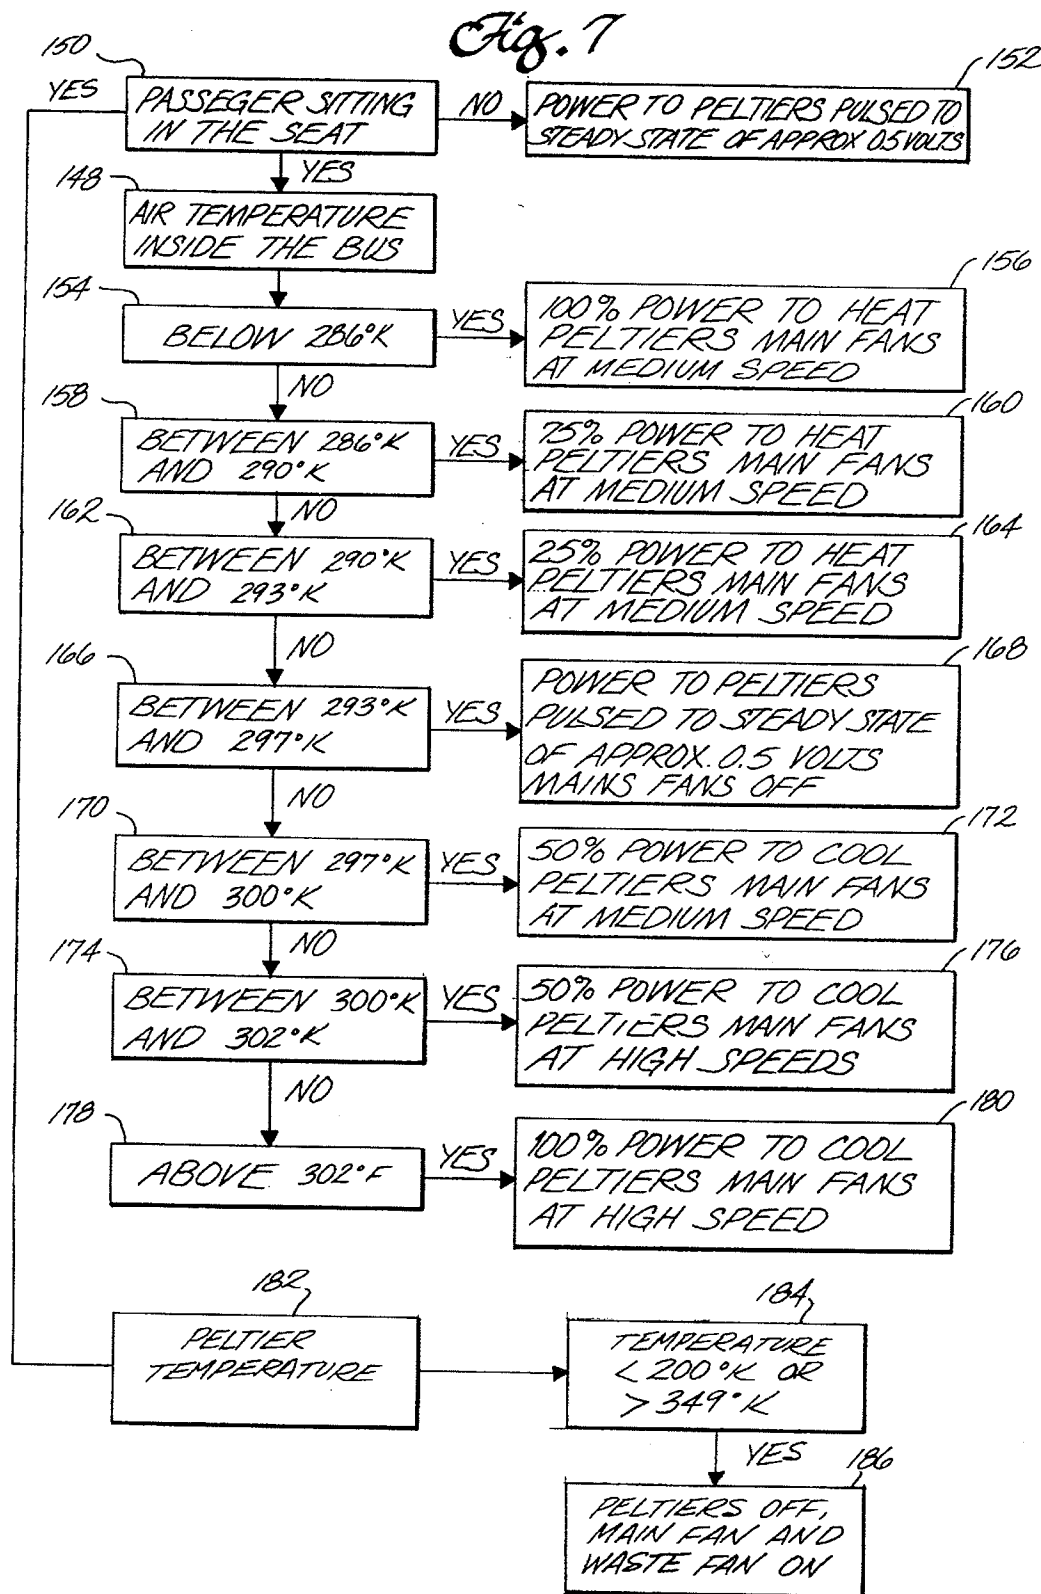 Fig. 7
150
YES
PASSEGER SITTING
IN THE SEAT
NO
152
POWER TO PELTIERS PULSED TO
STEADY STATE OF APPROX 0.5 VOLTS
YES
148
AIR TEMPERATURE
INSIDE THE BUS
154
BELOW 286°K
YES
156
100% POWER TO HEAT
PELTIERS MAIN FANS
AT MEDIUM SPEED
NO
158
BETWEEN 286°K
AND 290°K
YES
160
75% POWER TO HEAT
PELTIERS MAIN FANS
AT MEDIUM SPEED
NO
162
BETWEEN 290°K
AND 293°K
YES
164
25% POWER TO HEAT
PELTIERS MAIN FANS
AT MEDIUM SPEED
NO
166
BETWEEN 293°K
AND 297°K
YES
168
POWER TO PELTIERS
PULSED TO STEADY STATE
OF APPROX. 0.5 VOLTS
MAINS FANS OFF
NO
170
BETWEEN 297°K
AND 300°K
YES
172
50% POWER TO COOL
PELTIERS MAIN FANS
AT MEDIUM SPEED
NO
174
BETWEEN 300°K
AND 302°K
YES
176
50% POWER TO COOL
PELTIERS MAIN FANS
AT HIGH SPEEDS
NO
178
ABOVE 302°F
YES
180
100% POWER TO COOL
PELTIERS MAIN FANS
AT HIGH SPEED
182
PELTIER
TEMPERATURE
184
TEMPERATURE
< 200°K OR
> 349°K
YES
186
PELTIERS OFF,
MAIN FAN AND
WASTE FAN ON